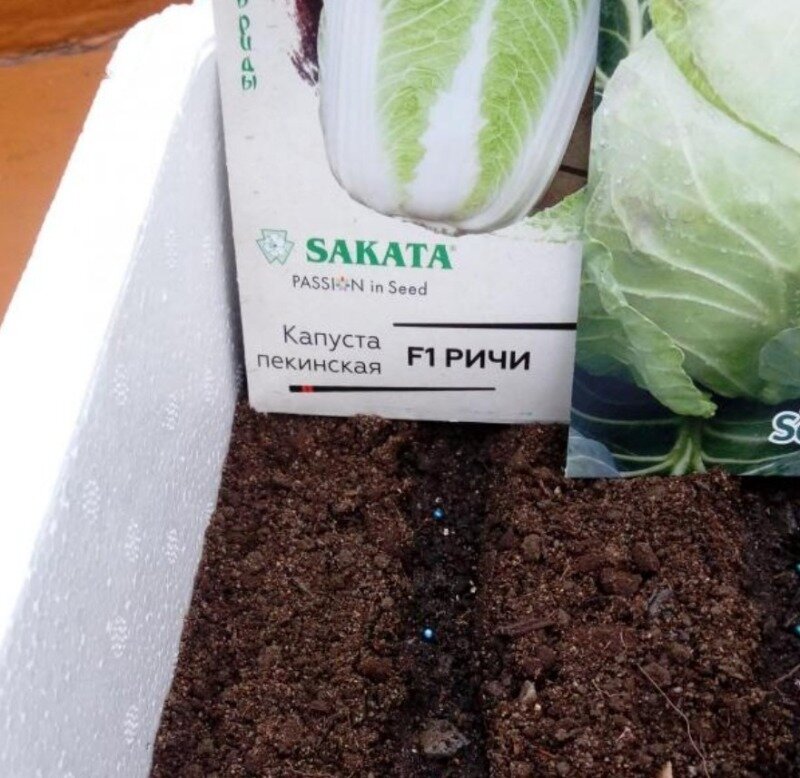 SAKATA®
PASSION in Seed
Капуста
пекинская
F1 РИЧИ